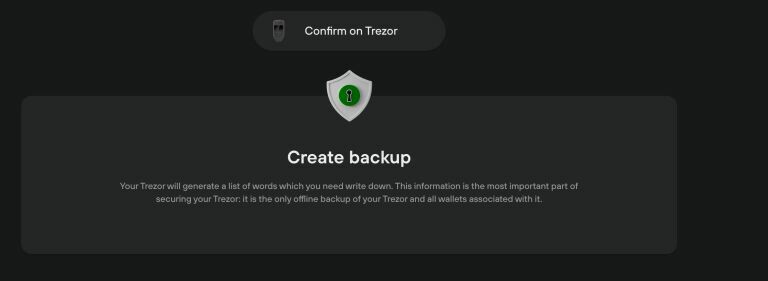 Confirm on Trezor
Create backup
Your Trezor will generate a list of words which you need write down. This information is the most important part of
securing your Trezor: it is the only offline backup of your Trezor and all wallets associated with it.